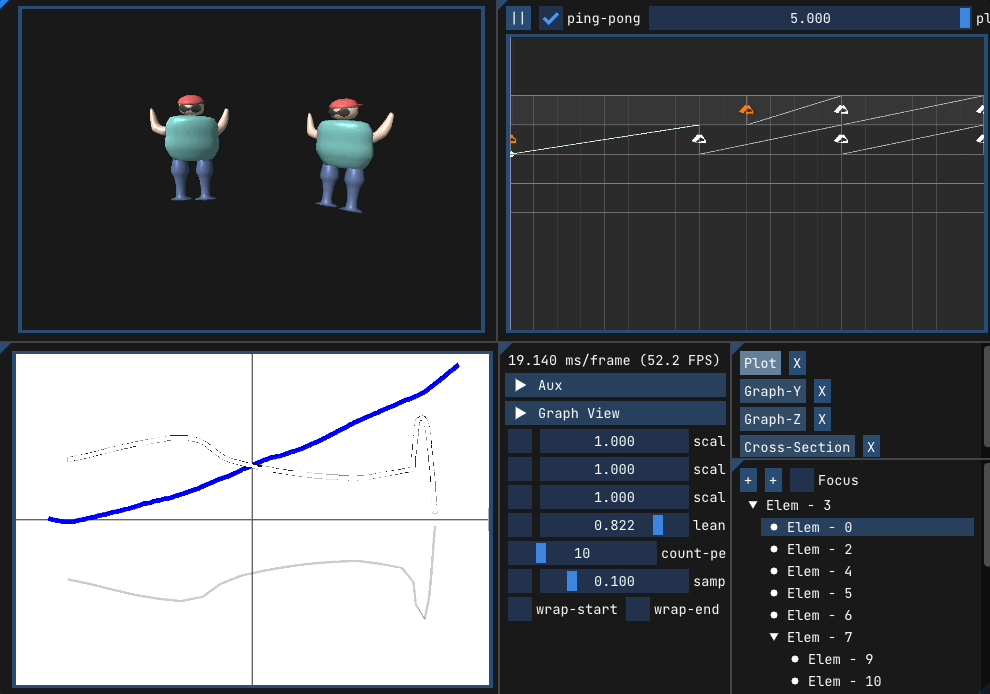 ping-pong 5.000 pl
19.140 ms/frame (52.2 FPS)
Aux
Graph View
1.000 scal
1.000 scal
1.000 scal
0.822 lean
10 count-pe
0.100 samp
wrap-start wrap-end
Plot X
Graph-Y X
Graph-Z X
Cross-Section X
+ + Focus
Elem - 3
Elem - 0
Elem - 2
Elem - 4
Elem - 5
Elem - 6
Elem - 7
Elem - 9
Elem - 10